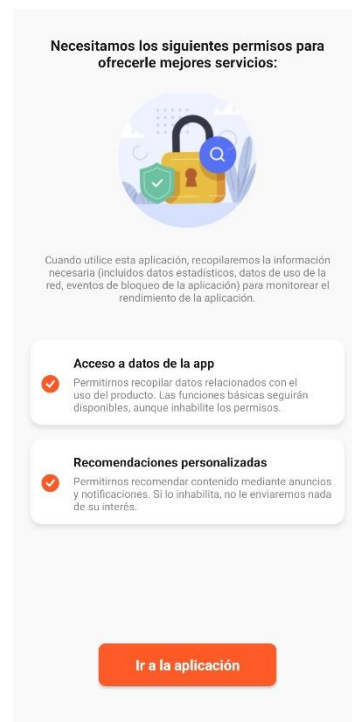 Necesitamos los siguientes permisos para
ofrecerle mejores servicios:
Cuando utilice esta aplicación, recopilaremos la información
necesaria (incluidos datos estadísticos, datos de uso de la
red, eventos de bloqueo de la aplicación) para monitorear el
rendimiento de la aplicación.
Acceso a datos de la app
Permitirnos recopilar datos relacionados con el
uso del producto. Las funciones básicas seguirán
disponibles, aunque inhabilite los permisos.
Recomendaciones personalizadas
Permitirnos recomendar contenido mediante anuncios
y notificaciones. Si lo inhabilita, no le enviaremos nada
de su interés.
Ir a la aplicación